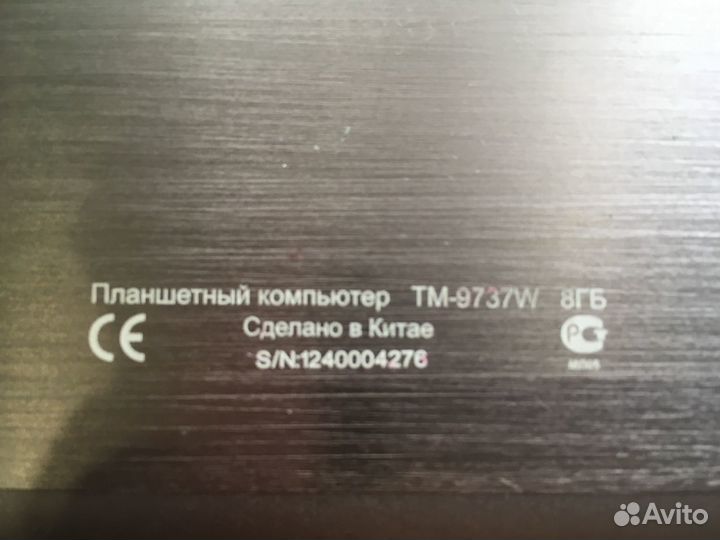 Планшетный компьютер TM-9737W 8ГБ
Сделано в Китае
S/N:1240004276
CE
Avito